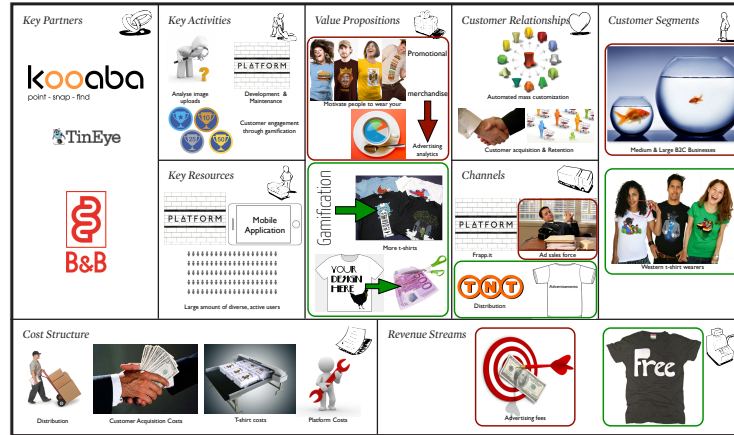 Key Partners
kooaba
point - snap - find
TinEye
B&B
Key Activities
Analyse image
uploads
PLATFORM
Development &
Maintenance
Customer engagement
through gamification
Key Resources
PLATFORM
Mobile
Application
Large amount of diverse, active users
Value Propositions
Promotional
merchandise
Motivate people to wear your
Advertising
analytics
Gamification
More t-shirts
YOUR
DESIGN
HERE
Customer Relationships
Automated mass customization
Customer acquisition & Retention
Channels
PLATFORM
Frapp.it
Ad sales force
TNT
Distribution
Advertisements
Customer Segments
Medium & Large B2C Businesses
Western t-shirt wearers
Cost Structure
Distribution
Customer Acquisition Costs
T-shirt costs
Platform Costs
Revenue Streams
Advertising fees
Free